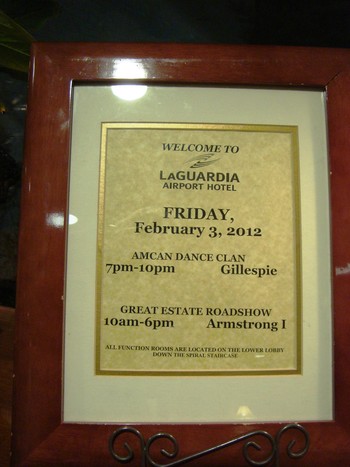 WELCOME TO
LAGUARDIA
AIRPORT HOTEL
FRIDAY,
February 3, 2012
AMCAN DANCE CLAN
7pm-10pm Gillespie
GREAT ESTATE ROADSHOW
10am-6pm Armstrong I
ALL FUNCTION ROOMS ARE LOCATED ON THE LOWER LOBBY
DOWN THE SPIRAL STAIRCASE